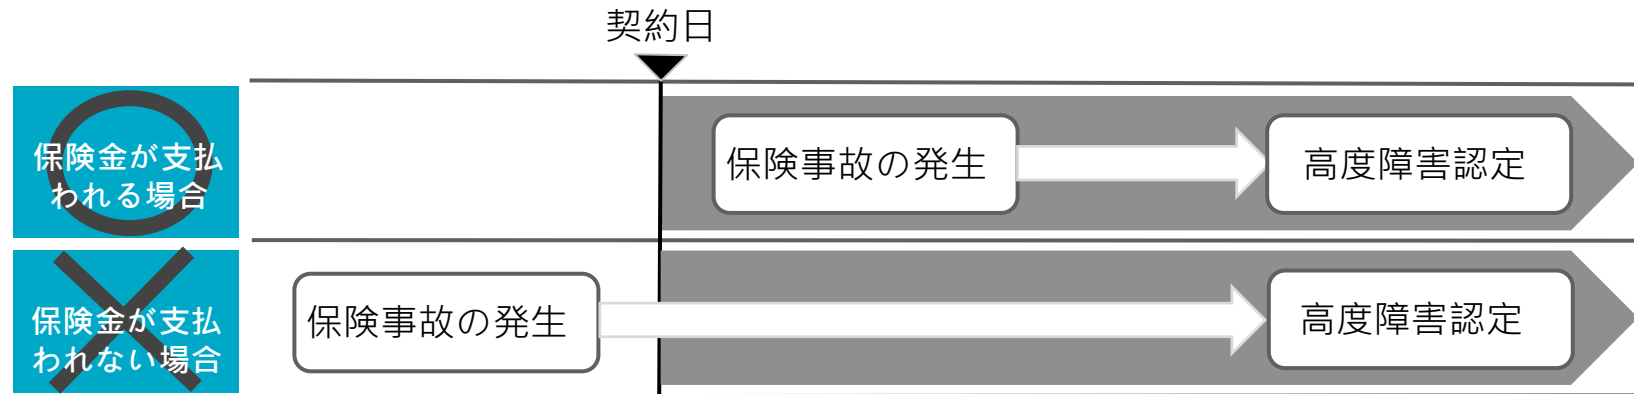 契約日
保険金が支払
われる場合
保険事故の発生
高度障害認定
保険金が支払
われない場合
保険事故の発生
高度障害認定